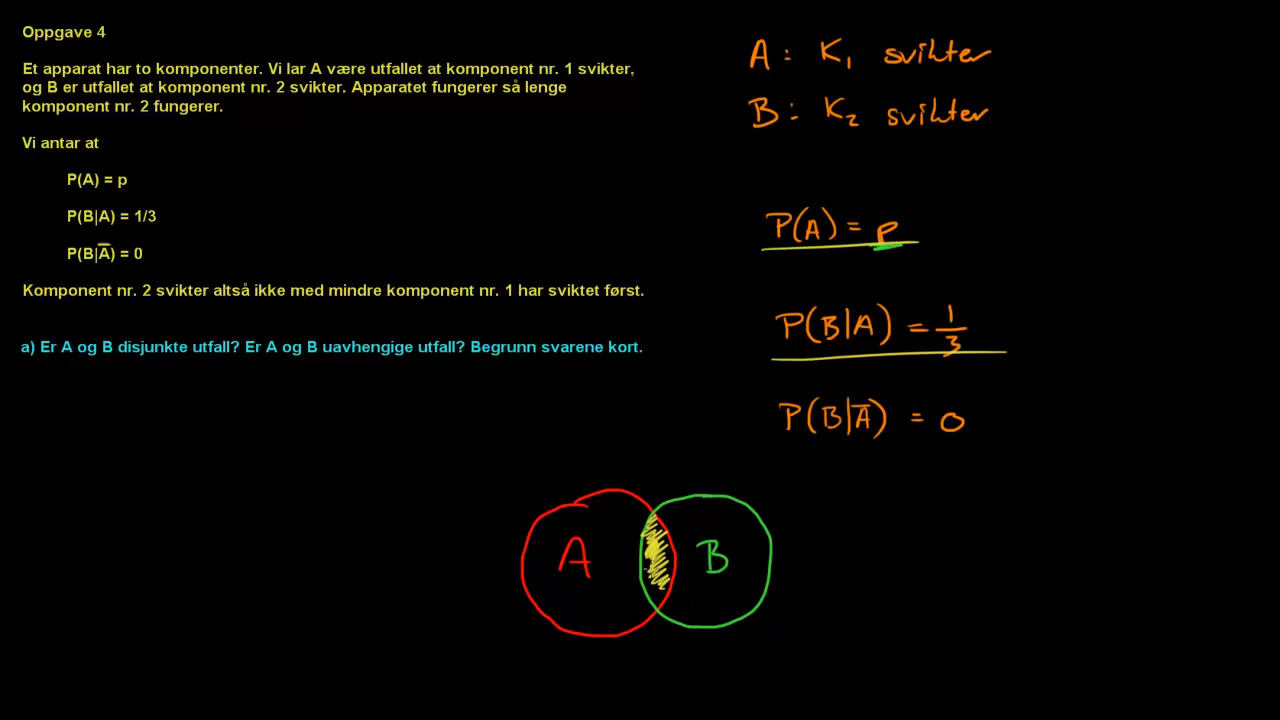 Oppgave 4
Et apparat har to komponenter. Vi lar A være utfallet at komponent nr. 1 svikter,
og B er utfallet at komponent nr. 2 svikter. Apparatet fungerer så lenge
komponent nr. 2 fungerer.
Vi antar at
P(A) = p
P(B|A) = 1/3
P(B|A̅) = 0
Komponent nr. 2 svikter altså ikke med mindre komponent nr. 1 har sviktet først.
a) Er A og B disjunkte utfall? Er A og B uavhengige utfall? Begrunn svarene kort.
A : K₁ svikter
B : K₂ svikter
P(A) = p
P(B|A) = 1/3
P(B|A̅) = 0
A
B